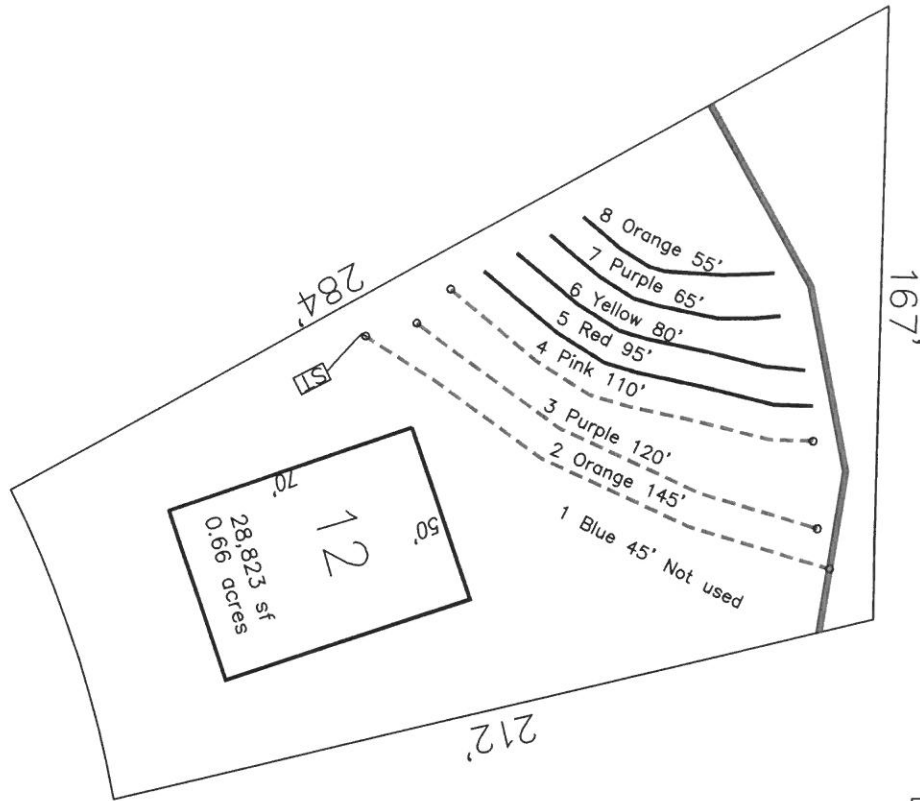 167'
8 Orange 55'
7 Purple 65'
6 Yellow 80'
5 Red 95'
4 Pink 110'
3 Purple 120'
2 Orange 145'
1 Blue 45' Not used
284'
ST
70'
50'
12
28,823 sf
0.66 acres
212'